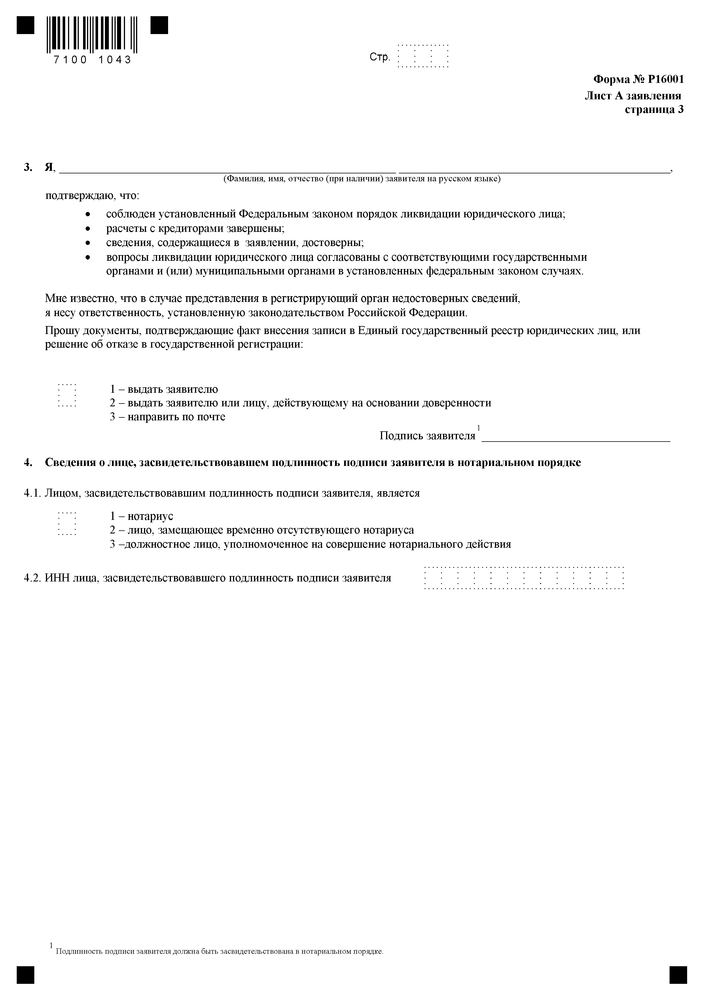 7100 1043
Стр.
Форма № Р16001
Лист А заявления
страница 3
3. Я, ,
(Фамилия, имя, отчество (при наличии) заявителя на русском языке)
подтверждаю, что:
• соблюден установленный Федеральным законом порядок ликвидации юридического лица;
• расчеты с кредиторами завершены;
• сведения, содержащиеся в заявлении, достоверны;
• вопросы ликвидации юридического лица согласованы с соответствующими государственными
органами и (или) муниципальными органами в установленных федеральным законом случаях.
Мне известно, что в случае представления в регистрирующий орган недостоверных сведений,
я несу ответственность, установленную законодательством Российской Федерации.
Прошу документы, подтверждающие факт внесения записи в Единый государственный реестр юридических лиц, или
решение об отказе в государственной регистрации:
1 – выдать заявителю
2 – выдать заявителю или лицу, действующему на основании доверенности
3 – направить по почте
Подпись заявителя 1
4. Сведения о лице, засвидетельствовавшем подлинность подписи заявителя в нотариальном порядке
4.1. Лицом, засвидетельствовавшим подлинность подписи заявителя, является
1 – нотариус
2 – лицо, замещающее временно отсутствующего нотариуса
3 –должностное лицо, уполномоченное на совершение нотариального действия
4.2. ИНН лица, засвидетельствовавшего подлинность подписи заявителя
1 Подлинность подписи заявителя должна быть засвидетельствована в нотариальном порядке.